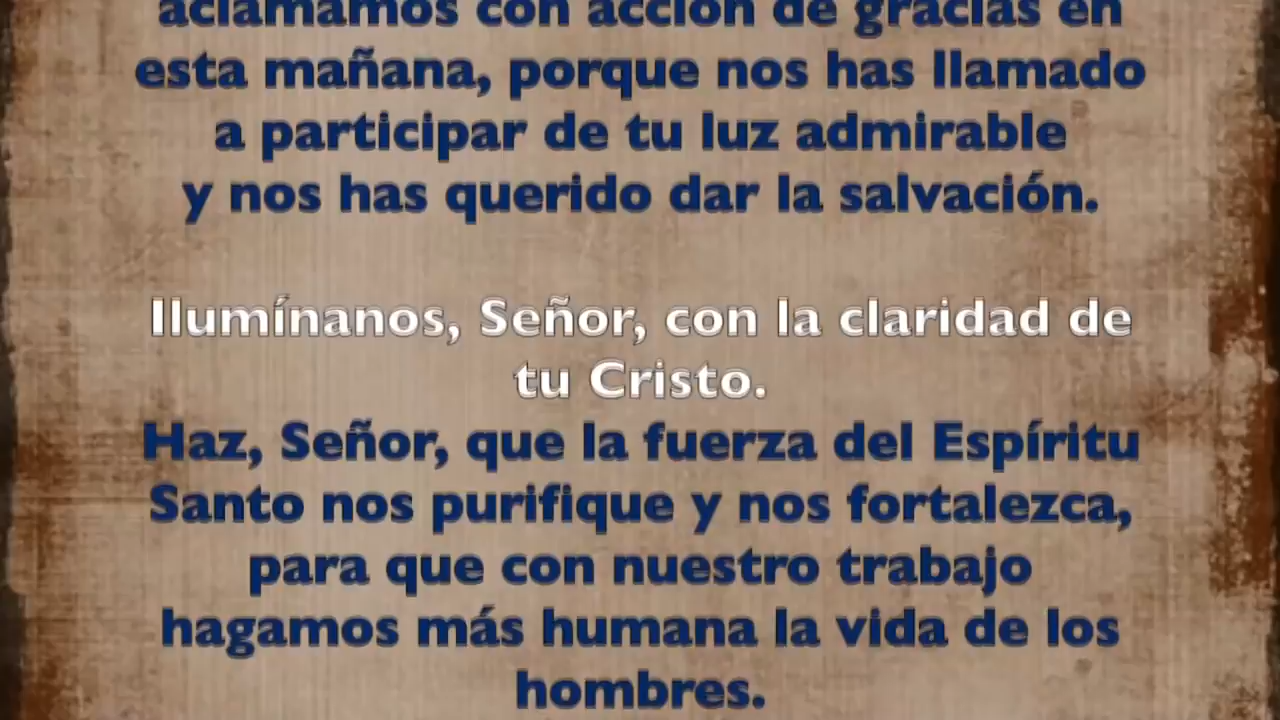 aclamamos con acción de gracias en
esta mañana, porque nos has llamado
a participar de tu luz admirable
y nos has querido dar la salvación.
Ilumínanos, Señor, con la claridad de
tu Cristo.
Haz, Señor, que la fuerza del Espíritu
Santo nos purifique y nos fortalezca,
para que con nuestro trabajo
hagamos más humana la vida de los
hombres.